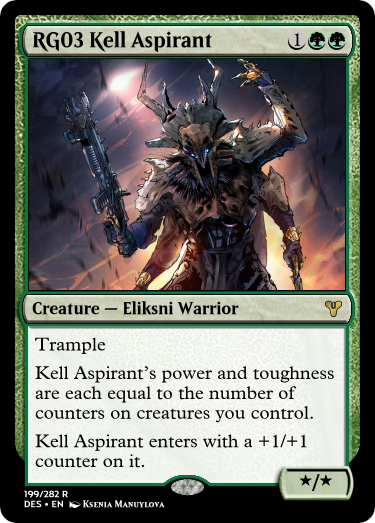 RG03 Kell Aspirant 1
Creature — Eliksni Warrior
Trample
Kell Aspirant's power and toughness
are each equal to the number of
counters on creatures you control.
Kell Aspirant enters with a +1/+1
counter on it.
*/*
199/282 R
DES • EN Ksenia Manuylova